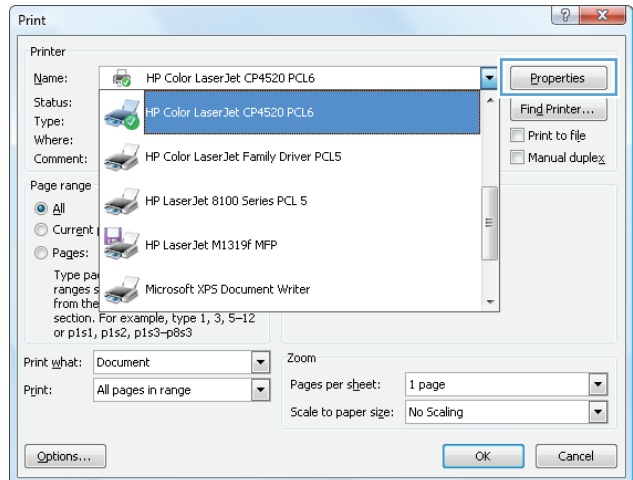 Print
Printer
Name: HP Color LaserJet CP4520 PCL6 Properties
Status: HP Color LaserJet CP4520 PCL6 Find Printer...
Type:
Where: Print to file
Comment: HP Color LaserJet Family Driver PCL5 Manual duplex
Page range
All HP LaserJet 8100 Series PCL 5
Current
Pages: HP LaserJet M1319f MFP
Type
ranges
from the Microsoft XPS Document Writer
section. For example, type 1, 3, 5–12
or p1s1, p1s2, p1s3–p8s3
Print what: Document
Print: All pages in range
Zoom
Pages per sheet: 1 page
Scale to paper size: No Scaling
Options... OK Cancel